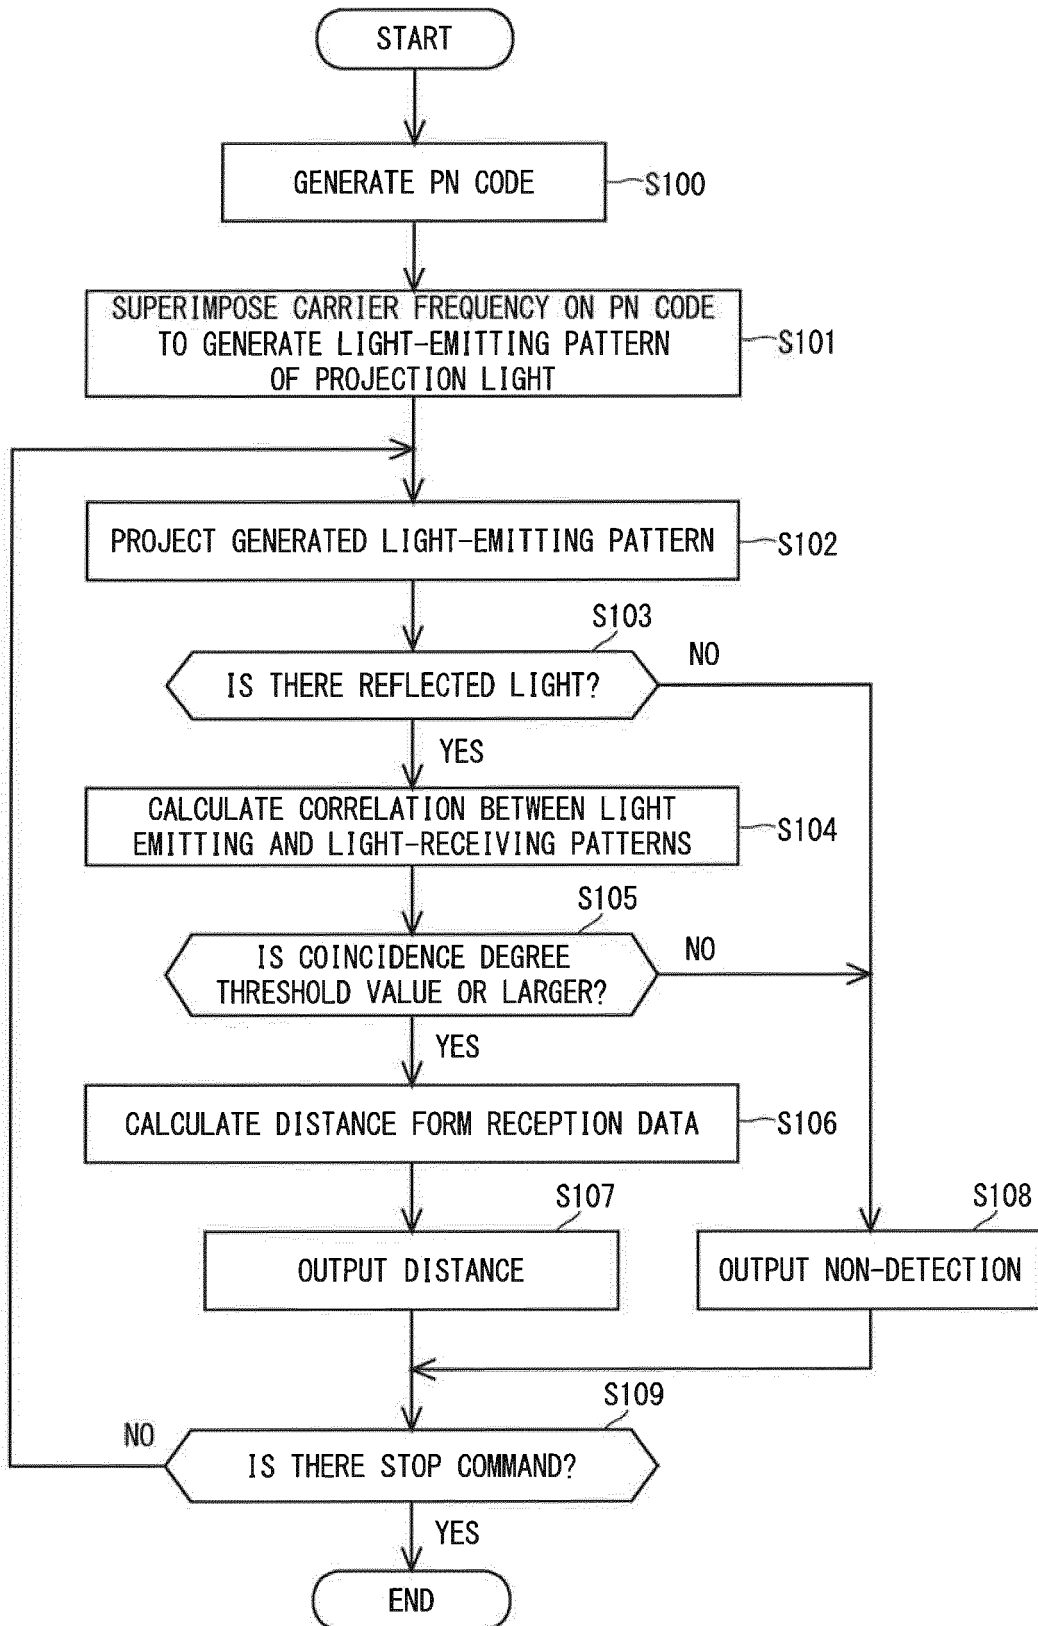 START
GENERATE PN CODE
S100
SUPERIMPOSE CARRIER FREQUENCY ON PN CODE
TO GENERATE LIGHT-EMITTING PATTERN
OF PROJECTION LIGHT
S101
PROJECT GENERATED LIGHT-EMITTING PATTERN
S102
S103
IS THERE REFLECTED LIGHT?
NO
YES
CALCULATE CORRELATION BETWEEN LIGHT
EMITTING AND LIGHT-RECEIVING PATTERNS
S104
S105
IS COINCIDENCE DEGREE
THRESHOLD VALUE OR LARGER?
NO
YES
CALCULATE DISTANCE FORM RECEPTION DATA
S106
S107
OUTPUT DISTANCE
S108
OUTPUT NON-DETECTION
S109
NO
IS THERE STOP COMMAND?
YES
END